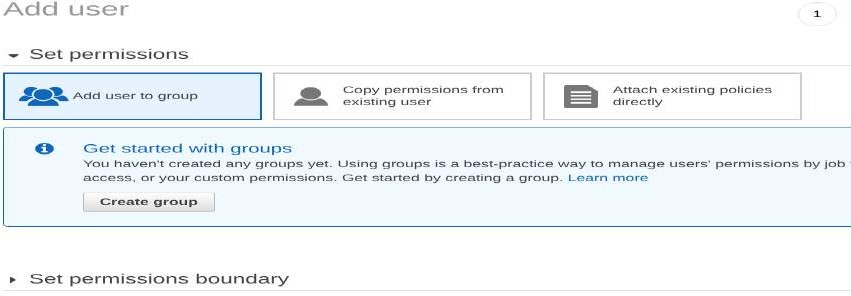 Add user
1
Set permissions
Add user to group
Copy permissions from
existing user
Attach existing policies
directly
Get started with groups
You haven't created any groups yet. Using groups is a best-practice way to manage users' permissions by job
access, or your custom permissions. Get started by creating a group. Learn more
Create group
Set permissions boundary